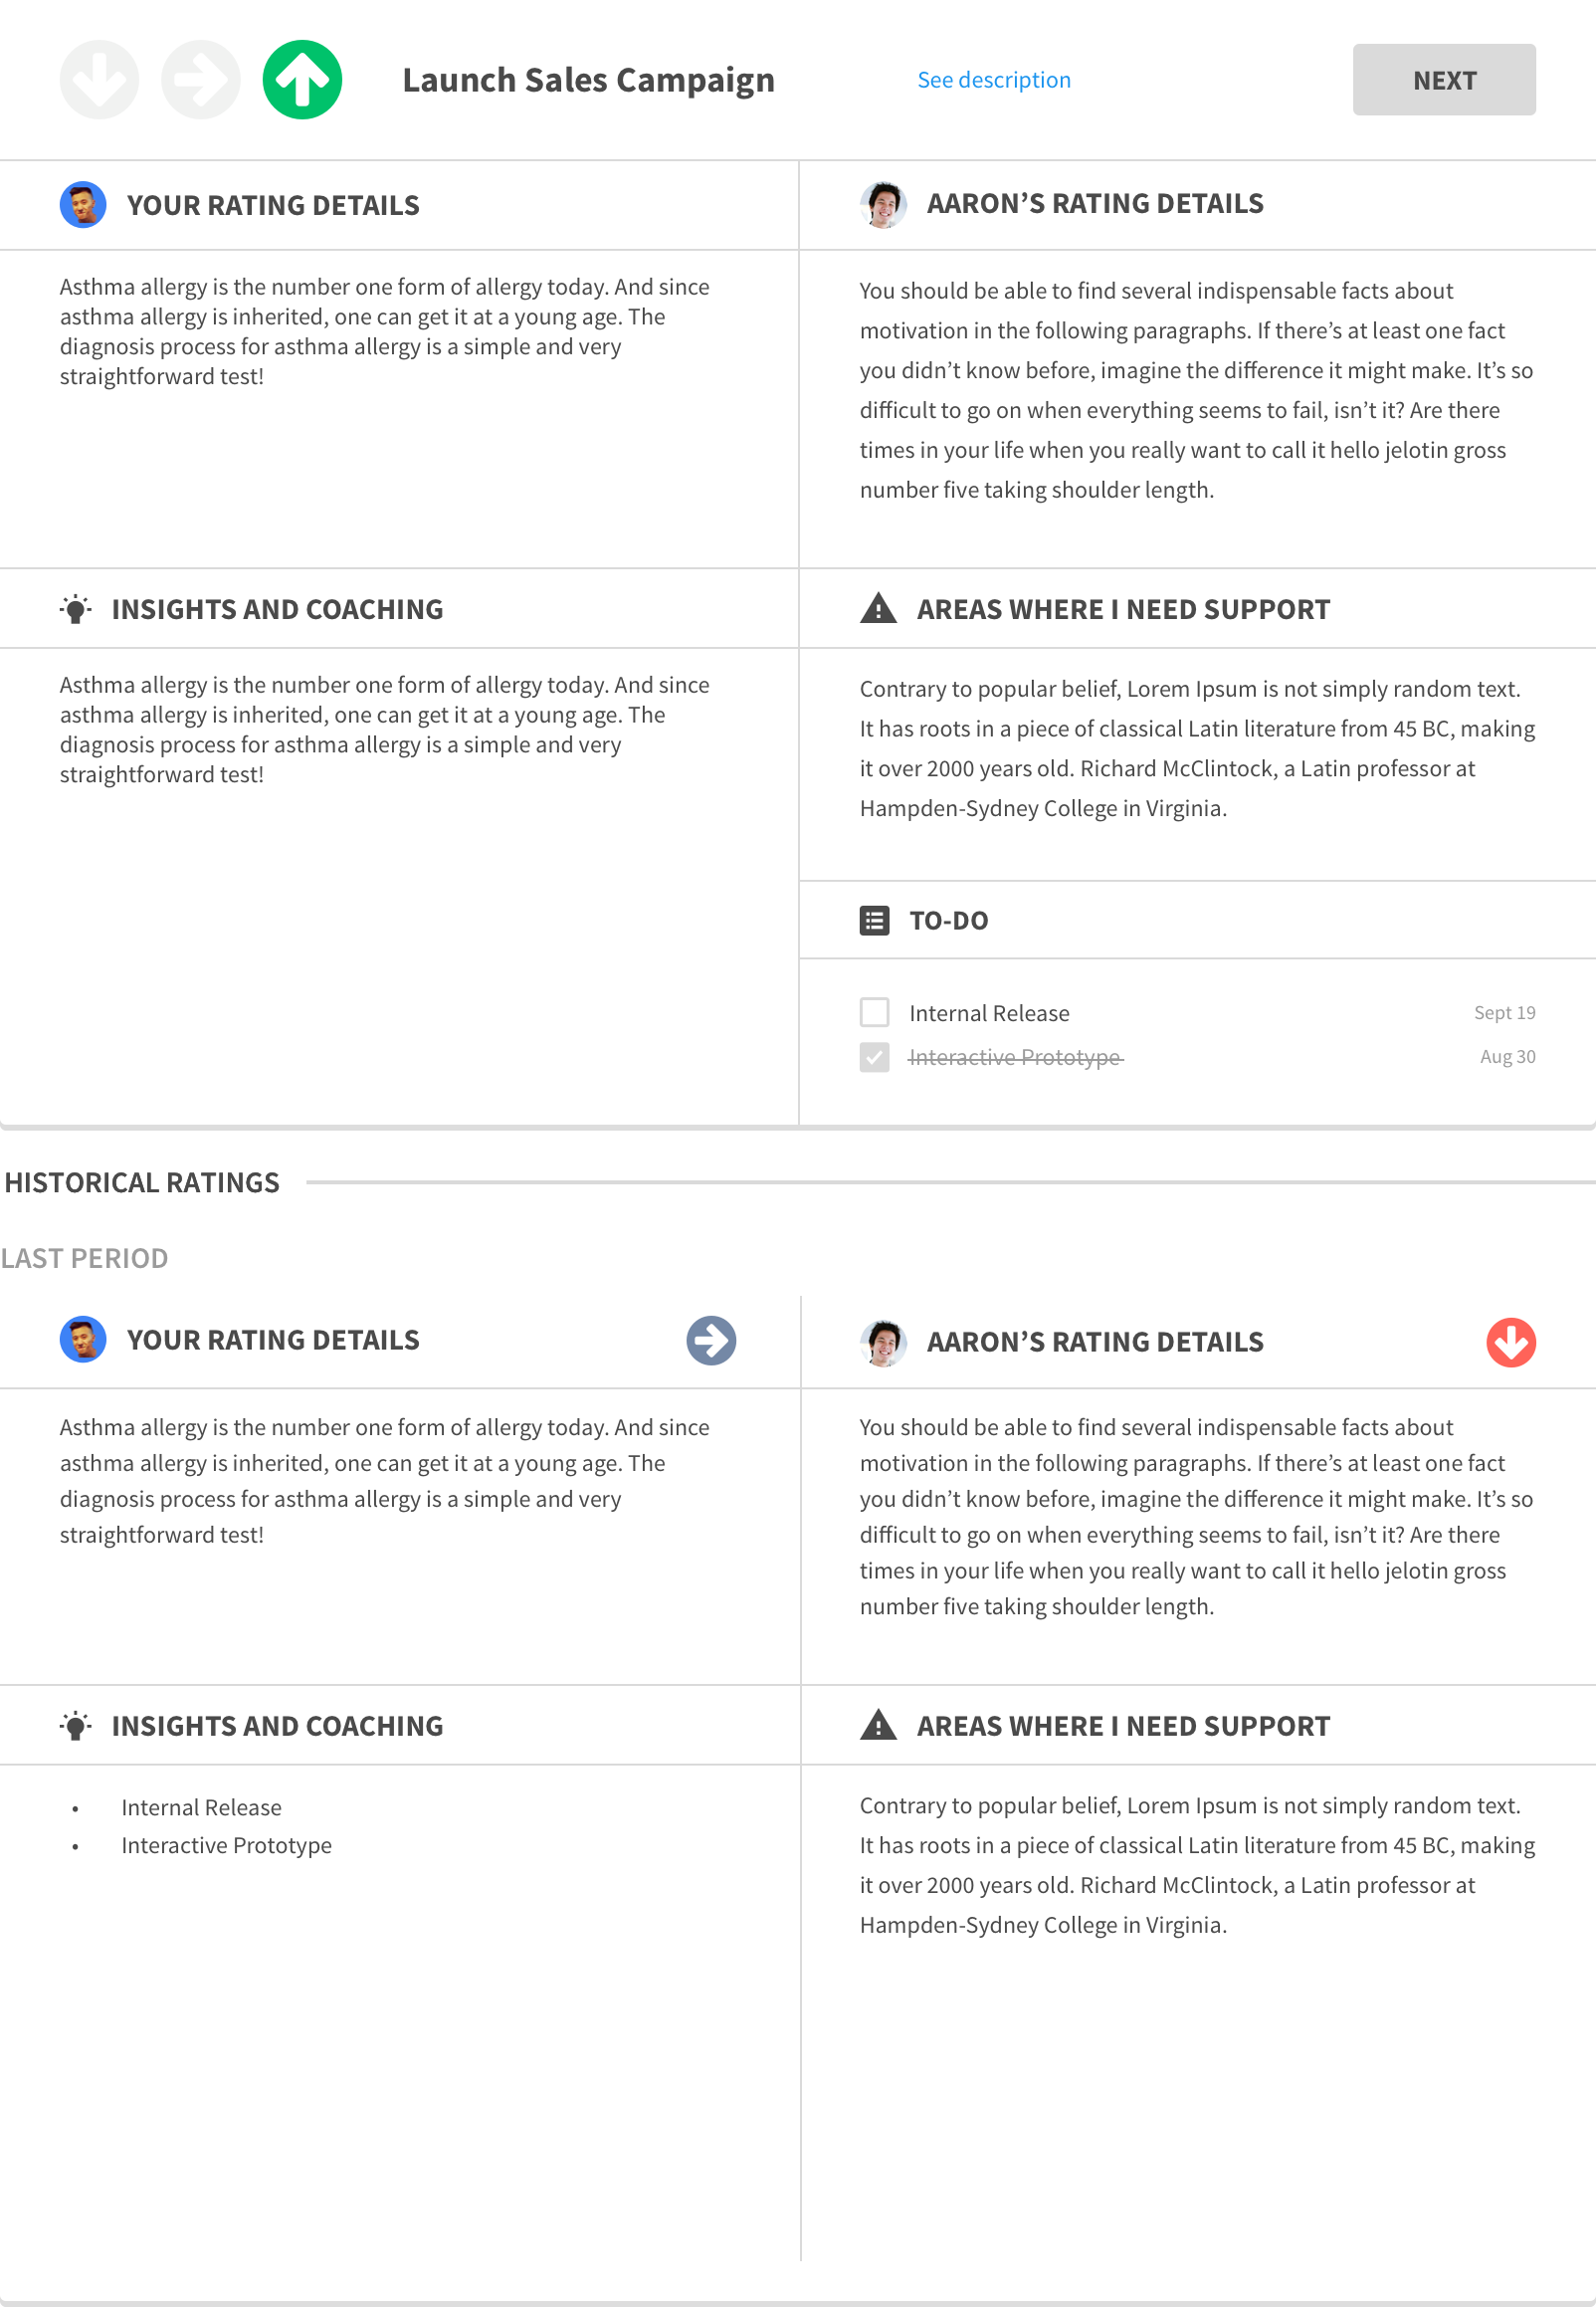 Launch Sales Campaign
See description
NEXT
YOUR RATING DETAILS
Asthma allergy is the number one form of allergy today. And since
asthma allergy is inherited, one can get it at a young age. The
diagnosis process for asthma allergy is a simple and very
straightforward test!
AARON’S RATING DETAILS
You should be able to find several indispensable facts about
motivation in the following paragraphs. If there’s at least one fact
you didn’t know before, imagine the difference it might make. It’s so
difficult to go on when everything seems to fail, isn’t it? Are there
times in your life when you really want to call it hello jelotin gross
number five taking shoulder length.
INSIGHTS AND COACHING
Asthma allergy is the number one form of allergy today. And since
asthma allergy is inherited, one can get it at a young age. The
diagnosis process for asthma allergy is a simple and very
straightforward test!
AREAS WHERE I NEED SUPPORT
Contrary to popular belief, Lorem Ipsum is not simply random text.
It has roots in a piece of classical Latin literature from 45 BC, making
it over 2000 years old. Richard McClintock, a Latin professor at
Hampden-Sydney College in Virginia.
TO-DO
Internal Release
Sept 19
Interactive Prototype
Aug 30
HISTORICAL RATINGS
LAST PERIOD
YOUR RATING DETAILS
Asthma allergy is the number one form of allergy today. And since
asthma allergy is inherited, one can get it at a young age. The
diagnosis process for asthma allergy is a simple and very
straightforward test!
AARON’S RATING DETAILS
You should be able to find several indispensable facts about
motivation in the following paragraphs. If there’s at least one fact
you didn’t know before, imagine the difference it might make. It’s so
difficult to go on when everything seems to fail, isn’t it? Are there
times in your life when you really want to call it hello jelotin gross
number five taking shoulder length.
INSIGHTS AND COACHING
• Internal Release
• Interactive Prototype
AREAS WHERE I NEED SUPPORT
Contrary to popular belief, Lorem Ipsum is not simply random text.
It has roots in a piece of classical Latin literature from 45 BC, making
it over 2000 years old. Richard McClintock, a Latin professor at
Hampden-Sydney College in Virginia.